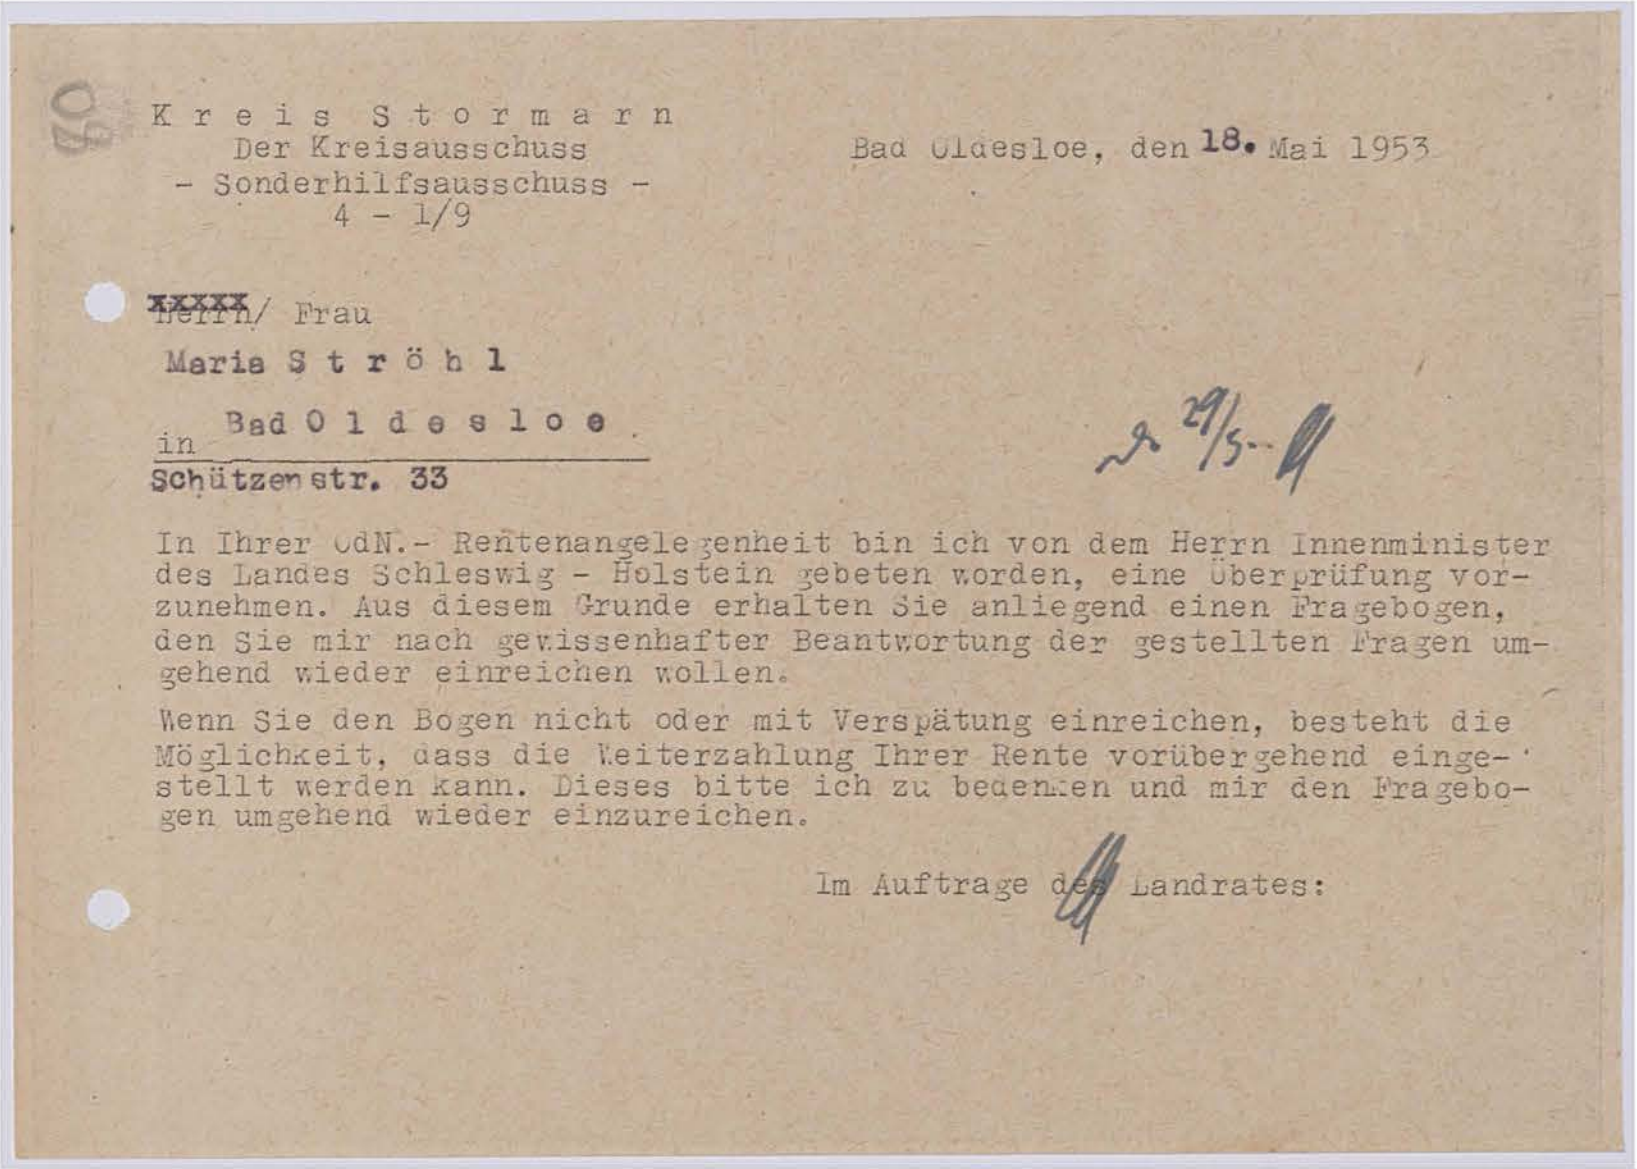 Kreis Stormarn
Der Kreisausschuss
- Sonderhilfsausschuss -
4 - 1/9
Bad Oldesloe, den 18. Mai 1953
Herrn/ Frau
Maria Ströhl
in Bad Oldesloe.
Schützenstr. 33
29/5.
In Ihrer OdN.- Rentenangelegenheit bin ich von dem Herrn Innenminister
des Landes Schleswig - Holstein gebeten worden, eine Überprüfung vor-
zunehmen. Aus diesem Grunde erhalten Sie anliegend einen Fragebogen,
den Sie mir nach gewissenhafter Beantwortung der gestellten Fragen um-
gehend wieder einreichen wollen.
Wenn Sie den Bogen nicht oder mit Verspätung einreichen, besteht die
Möglichkeit, dass die Weiterzahlung Ihrer Rente vorübergehend einge-
stellt werden kann. Dieses bitte ich zu bedenken und mir den Fragebo-
gen umgehend wieder einzureichen.
Im Auftrage des Landrates: